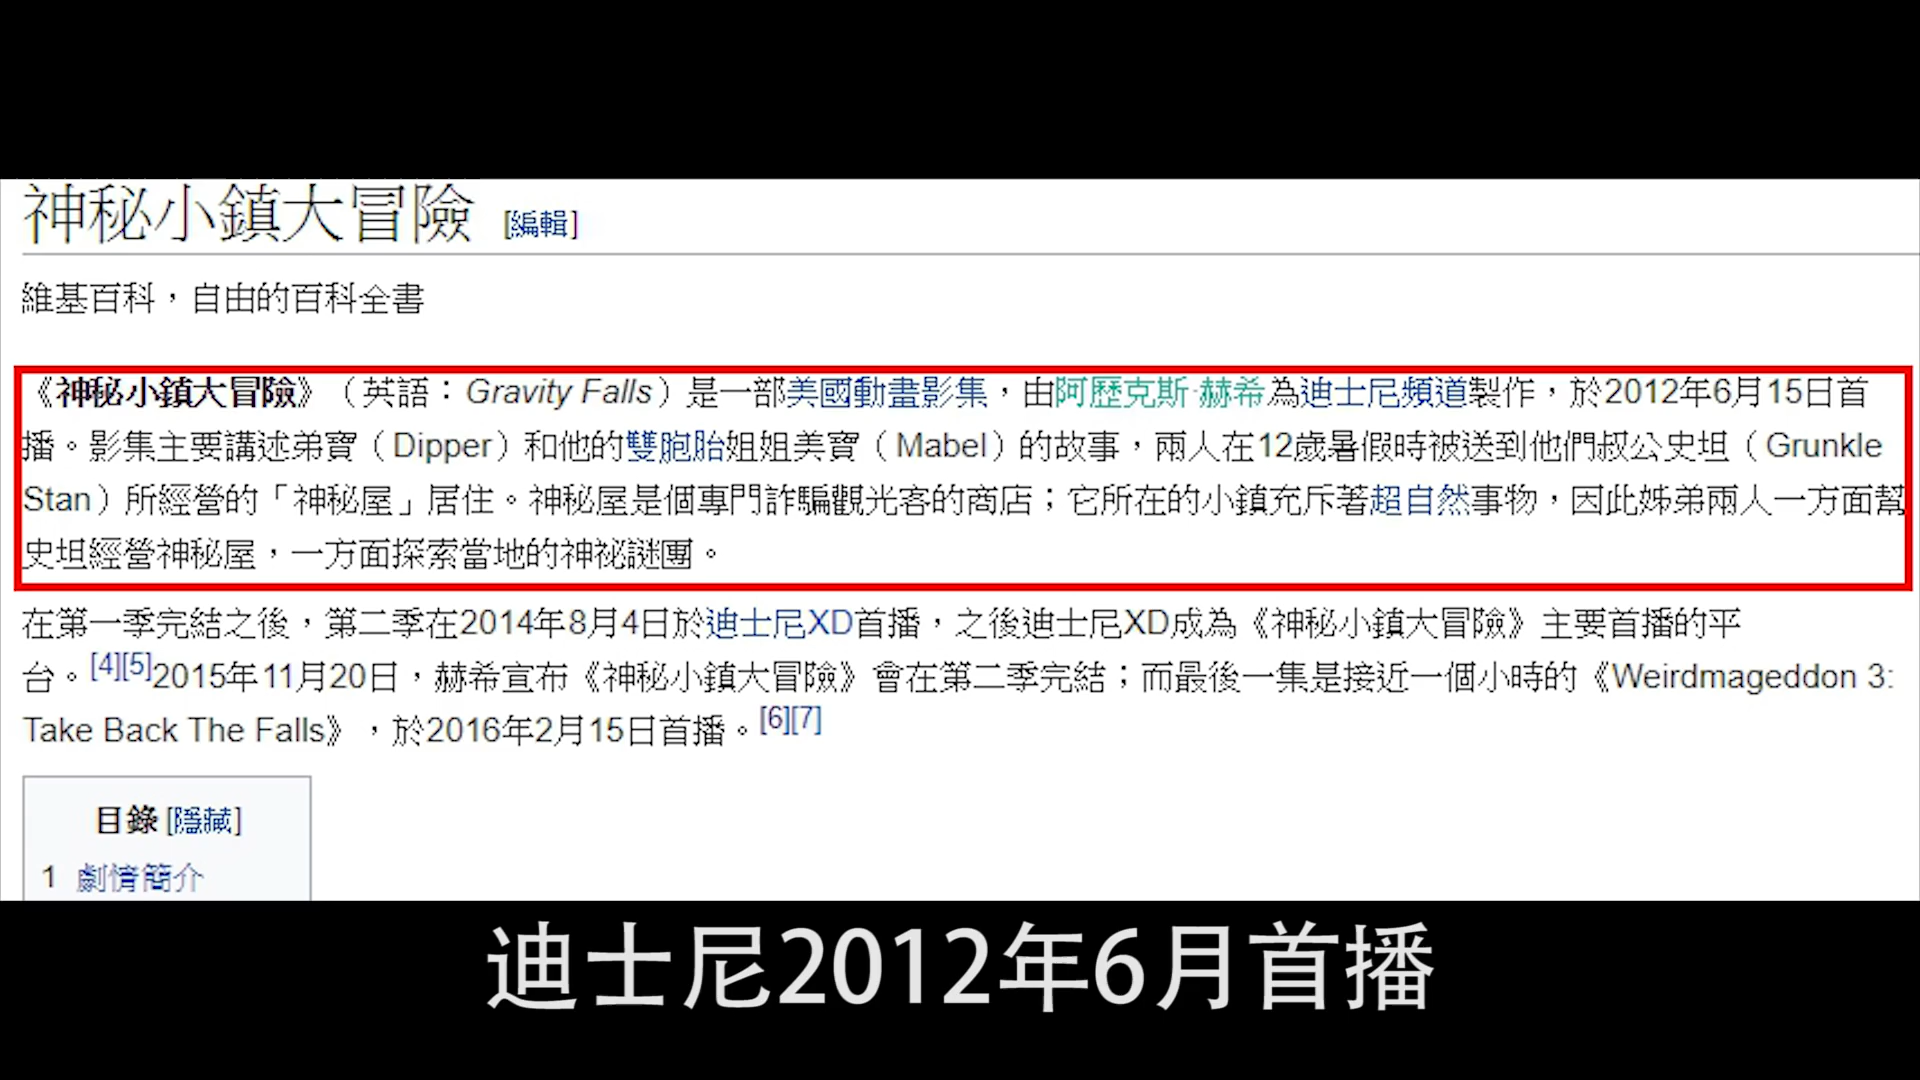 神秘小鎮大冒險 [編輯]
維基百科，自由的百科全書
《神秘小鎮大冒險》（英語：Gravity Falls）是一部美國動畫影集，由阿歷克斯·赫希為迪士尼頻道製作，於2012年6月15日首
播。影集主要講述弟寶（Dipper）和他的雙胞胎姐姐美寶（Mabel）的故事，兩人在12歲暑假時被送到他們叔公史坦（Grunkle
Stan）所經營的「神秘屋」居住。神秘屋是個專門詐騙觀光客的商店；它所在的小鎮充斥著超自然事物，因此姊弟兩人一方面幫
史坦經營神秘屋，一方面探索當地的神祕謎團。
在第一季完結之後，第二季在2014年8月4日於迪士尼XD首播，之後迪士尼XD成為《神秘小鎮大冒險》主要首播的平
台。[4][5]2015年11月20日，赫希宣布《神秘小鎮大冒險》會在第二季完結；而最後一集是接近一個小時的《Weirdmageddon 3:
Take Back The Falls》，於2016年2月15日首播。[6][7]
目錄 [隱藏]
1 劇情簡介
迪士尼2012年6月首播